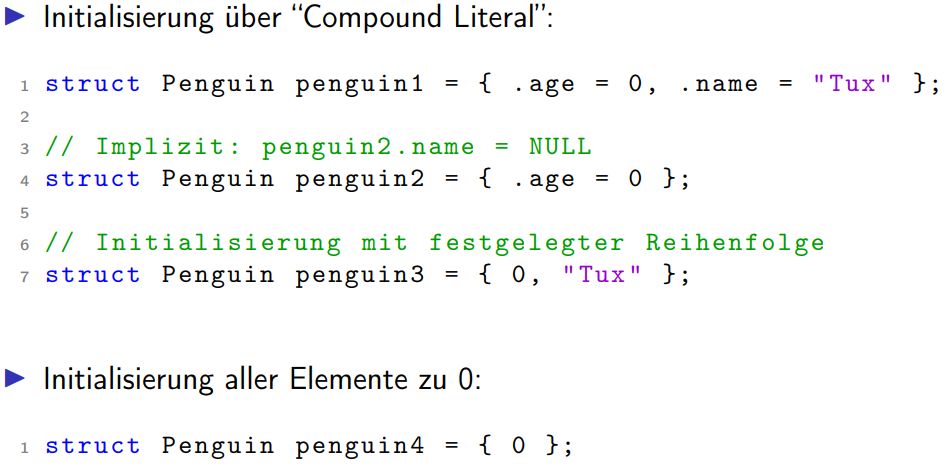 ▶ Initialisierung über “Compound Literal”:
1 struct Penguin penguin1 = { .age = 0, .name = "Tux" };
2
3 // Implizit: penguin2.name = NULL
4 struct Penguin penguin2 = { .age = 0 };
5
6 // Initialisierung mit festgelegter Reihenfolge
7 struct Penguin penguin3 = { 0, "Tux" };
▶ Initialisierung aller Elemente zu 0:
1 struct Penguin penguin4 = { 0 };